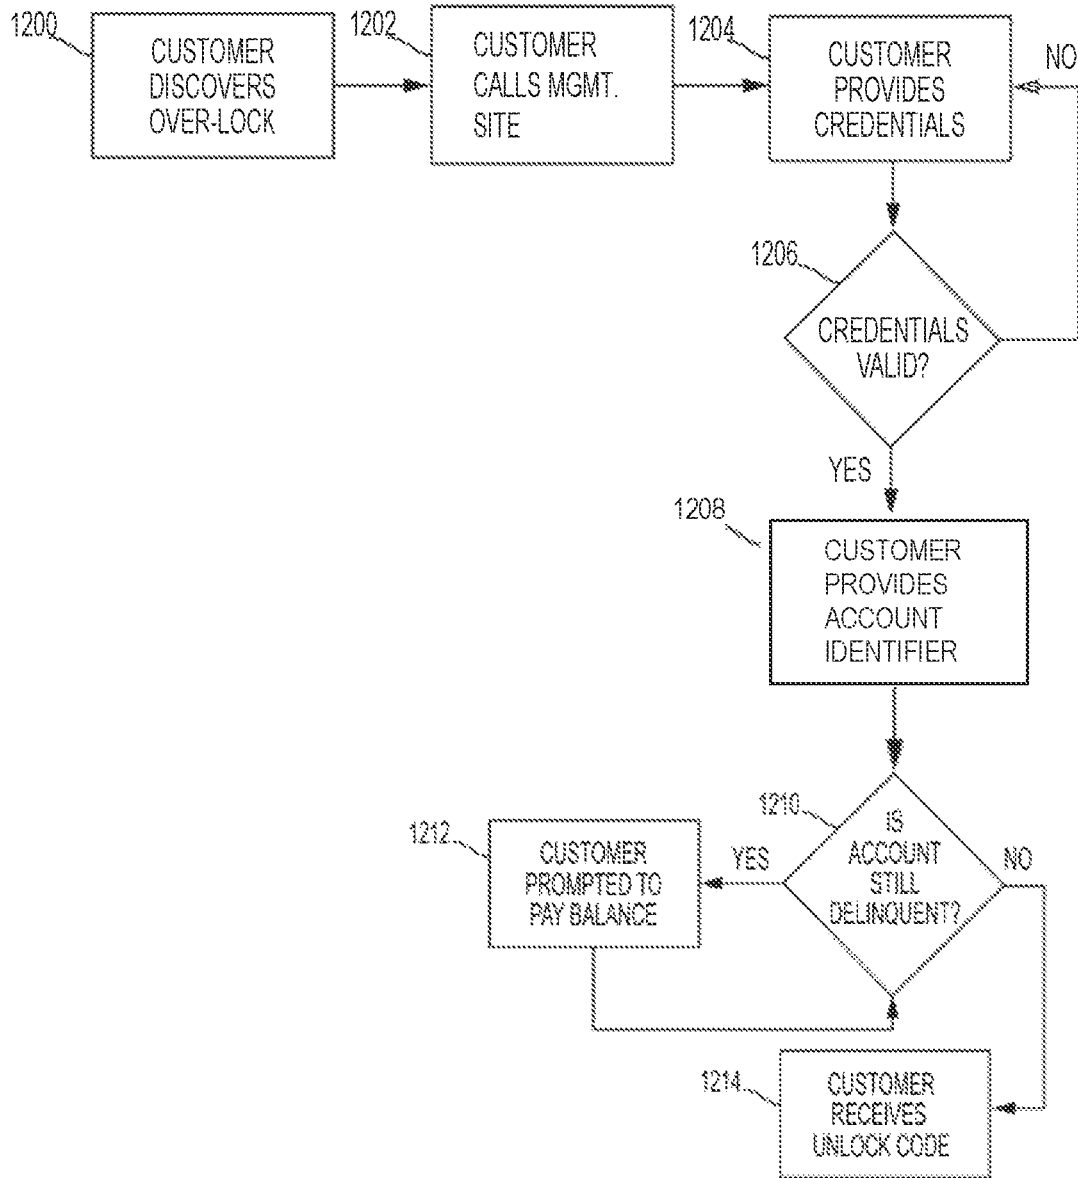 1200
CUSTOMER
DISCOVERS
OVER-LOCK
1202
CUSTOMER
CALLS MGMT.
SITE
1204
CUSTOMER
PROVIDES
CREDENTIALS
NO
1206
CREDENTIALS
VALID?
YES
1208
CUSTOMER
PROVIDES
ACCOUNT
IDENTIFIER
1210
IS
ACCOUNT
STILL
DELINQUENT?
YES
NO
1212
CUSTOMER
PROMPTED TO
PAY BALANCE
1214
CUSTOMER
RECEIVES
UNLOCK CODE